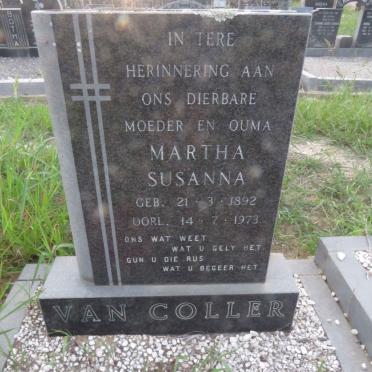 IN TERE
HERINNERING AAN
ONS DIERBARE
MOEDER EN OUMA
MARTHA
SUSANNA
GEB. 21-3-1892
OORL. 14-7-1973
ONS WAT WEET
WAT U GELY HET.
GUN U DIE RUS
WAT U BEGEER HET.
VAN COLLER